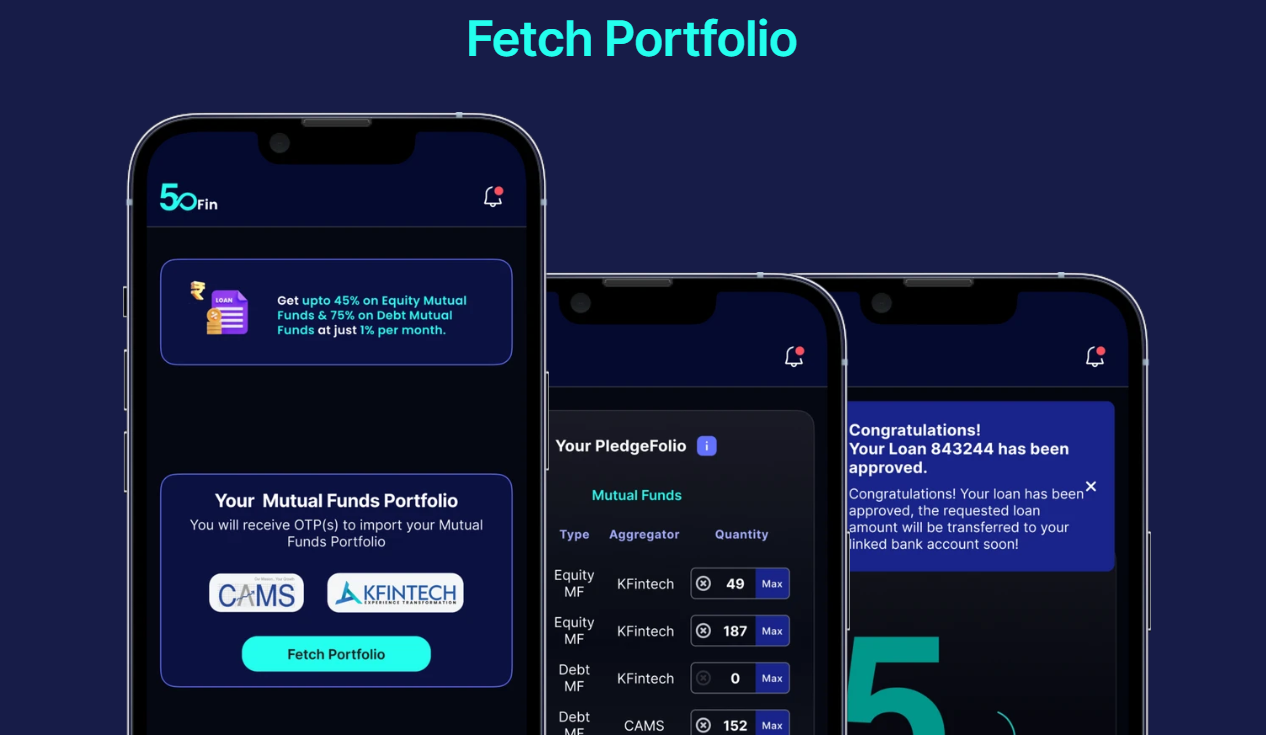 Fetch Portfolio
50Fin
LOAN
Get upto 45% on Equity Mutual
Funds & 75% on Debt Mutual
Funds at just 1% per month.
Your Mutual Funds Portfolio
You will receive OTP(s) to import your Mutual
Funds Portfolio
CAMS
KFINTECH
EXPERIENCE TRANSFORMATION
Fetch Portfolio
Your PledgeFolio i
Mutual Funds
Type Aggregator Quantity
Equity
MF KFintech 49 Max
Equity
MF KFintech 187 Max
Debt
MF KFintech 0 Max
Debt
MF CAMS 152 Max
Congratulations!
Your Loan 843244 has been
approved.
Congratulations! Your loan has been
approved, the requested loan
amount will be transferred to your
linked bank account soon!
5